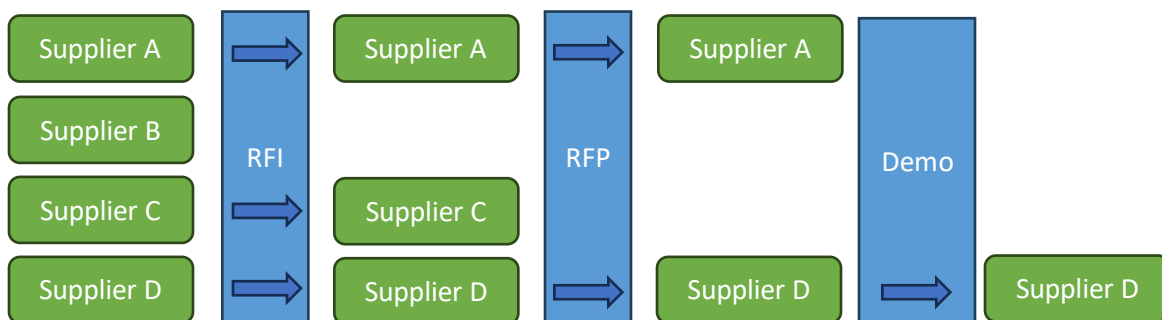 Supplier A
Supplier B
Supplier C
Supplier D
RFI
Supplier A
Supplier C
Supplier D
RFP
Supplier A
Supplier D
Demo
Supplier D